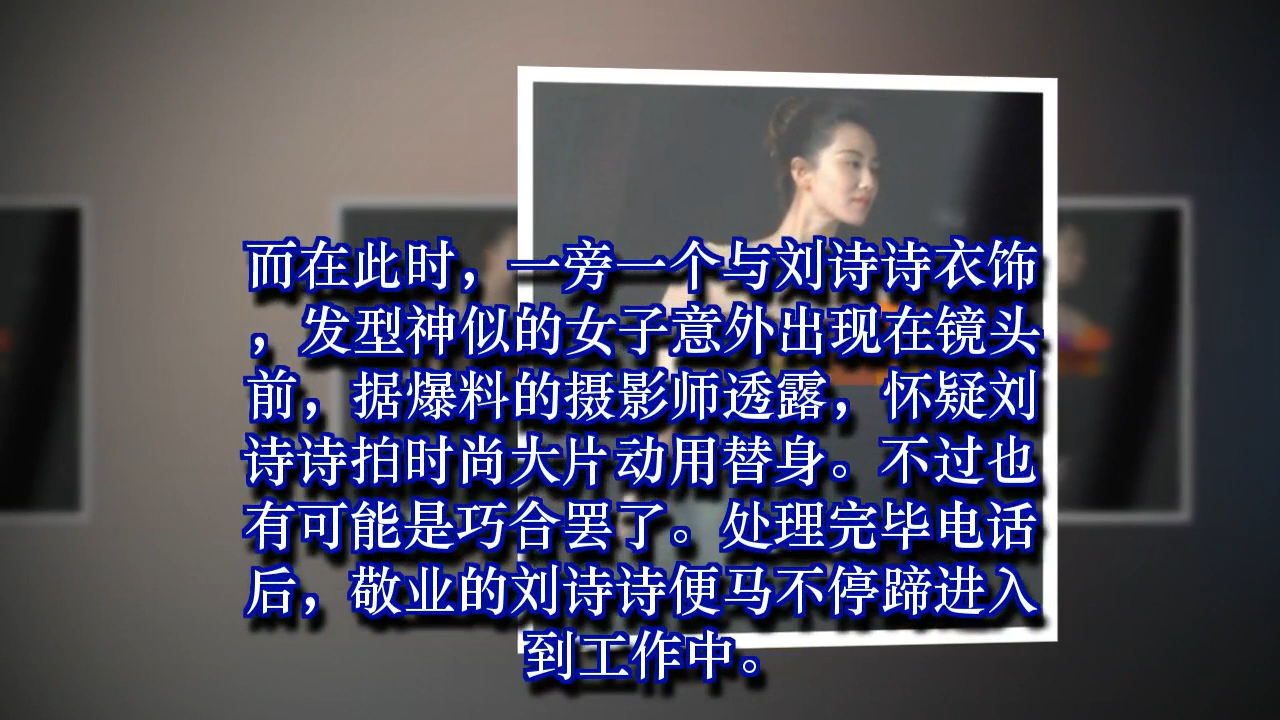 而在此时，一旁一个与刘诗诗衣饰
，发型神似的女子意外出现在镜头
前，据爆料的摄影师透露，怀疑刘
诗诗拍时尚大片动用替身。不过也
有可能是巧合罢了。处理完毕电话
后，敬业的刘诗诗便马不停蹄进入
到工作中。